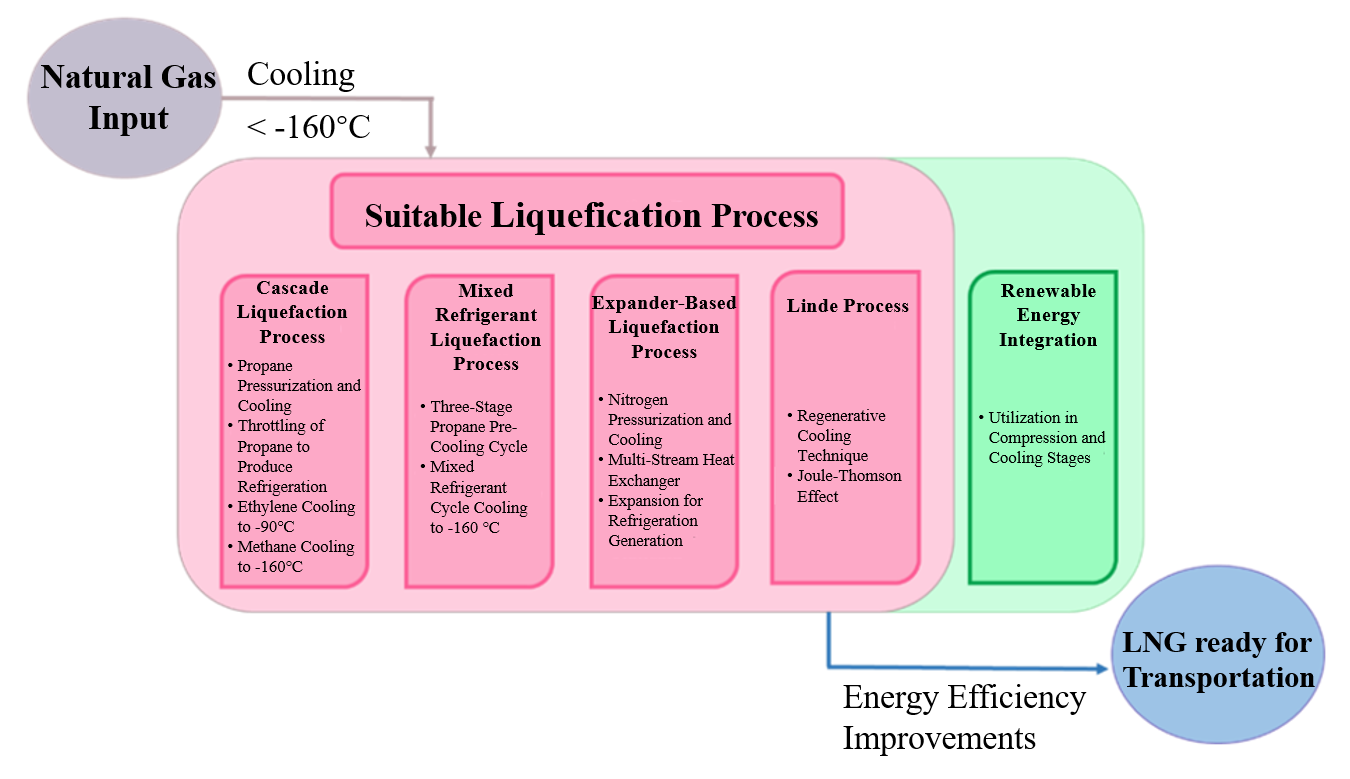 Natural Gas
Input
Cooling
< -160°C
Suitable Liquefication Process
Cascade
Liquefaction
Process
• Propane
Pressurization and
Cooling
• Throttling of
Propane to
Produce
Refrigeration
• Ethylene Cooling
to -90℃
• Methane Cooling
to -160℃
Mixed
Refrigerant
Liquefaction
Process
• Three-Stage
Propane Pre-
Cooling Cycle
• Mixed
Refrigerant
Cycle Cooling
to -160 ℃
Expander-Based
Liquefaction
Process
• Nitrogen
Pressurization and
Cooling
• Multi-Stream Heat
Exchanger
• Expansion for
Refrigeration
Generation
Linde Process
• Regenerative
Cooling
Technique
• Joule-Thomson
Effect
Renewable
Energy
Integration
• Utilization in
Compression and
Cooling Stages
LNG ready for
Transportation
Energy Efficiency
Improvements